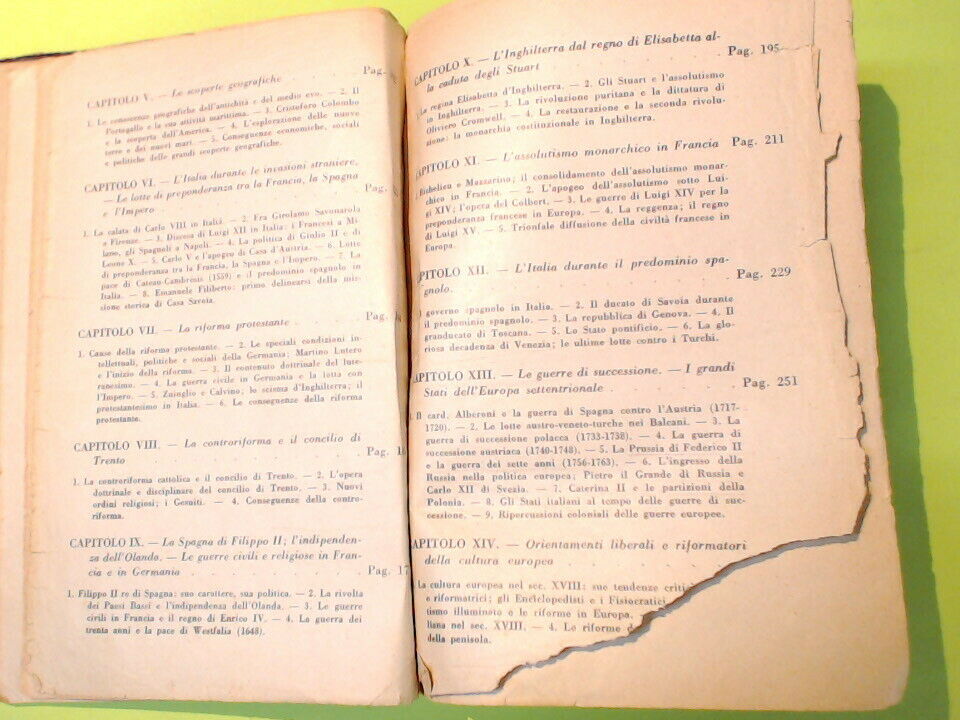 CAPITOLO V. — Le scoperte geografiche . . . Pag.
1. Le conoscenze geografiche dell'antichità e del medio evo. — 2. Il
Portogallo e la sua attività marittima. — 3. Cristoforo Colombo
e la scoperta dell'America. — 4. L'esplorazione delle nuove
terre e dei nuovi mari. — 5. Conseguenze economiche, sociali
e politiche delle grandi scoperte geografiche.
CAPITOLO VI. — L'Italia durante le invasioni straniere.
— Le lotte di preponderanza tra la Francia, la Spagna
e l'Impero . . . Pag.
1. La calata di Carlo VIII in Italia. — 2. Fra Girolamo Savonarola
a Firenze. — 3. Discesa di Luigi XII in Italia: i Francesi a Mi-
lano, gli Spagnoli a Napoli. — 4. La politica di Giulio II e di
Leone X. — 5. Carlo V e l'apogeo di Casa d'Austria. — 6. Lotte
di preponderanza tra la Francia, la Spagna e l'Impero. — 7. La
pace di Cateau-Cambrésis (1559) e il predominio spagnolo in
Italia. — 8. Emanuele Filiberto: primo delinearsi della mis-
sione storica di Casa Savoia.
CAPITOLO VII. — La riforma protestante . . . Pag.
1. Cause della riforma protestante. — 2. Le speciali condizioni in-
tellettuali, politiche e sociali della Germania; Martino Lutero
e l'inizio della riforma. — 3. Il contenuto dottrinale del lute-
ranesimo. — 4. La guerra civile in Germania e la lotta con
l'Impero. — 5. Zuinglio e Calvino; lo scisma d'Inghilterra; il
protestantesimo in Italia. — 6. Le conseguenze della riforma
protestante.
CAPITOLO VIII. — La controriforma e il concilio di
Trento . . . Pag. 1
1. La controriforma cattolica e il concilio di Trento. — 2. L'opera
dottrinale e disciplinare del concilio di Trento. — 3. Nuovi
ordini religiosi; i Gesuiti. — 4. Conseguenze della contro-
riforma.
CAPITOLO IX. — La Spagna di Filippo II; l'indipenden-
za dell'Olanda. — Le guerre civili e religiose in Fran-
cia e in Germania . . . Pag. 17
1. Filippo II re di Spagna: suo carattere, sua politica. — 2. La rivolta
dei Paesi Bassi e l'indipendenza dell'Olanda. — 3. Le guerre
civili in Francia e il regno di Enrico IV. — 4. La guerra dei
trenta anni e la pace di Westfalia (1648).
CAPITOLO X. — L'Inghilterra dal regno di Elisabetta al-
la caduta degli Stuart . . . Pag. 195
La regina Elisabetta d'Inghilterra. — 2. Gli Stuart e l'assolutismo
in Inghilterra. — 3. La rivoluzione puritana e la dittatura di
Oliviero Cromwell. — 4. La restaurazione e la seconda rivolu-
zione: la monarchia costituzionale in Inghilterra.
CAPITOLO XI. — L'assolutismo monarchico in Francia Pag. 211
Richelieu e Mazzarino; il consolidamento dell'assolutismo monar-
chico in Francia. — 2. L'apogeo dell'assolutismo sotto Lui-
gi XIV; l'opera del Colbert. — 3. Le guerre di Luigi XIV per la
preponderanza francese in Europa. — 4. La reggenza; il regno
di Luigi XV. — 5. Trionfale diffusione della civiltà francese in
Europa.
CAPITOLO XII. — L'Italia durante il predominio spa-
gnolo. . . . Pag. 229
governo spagnolo in Italia. — 2. Il ducato di Savoia durante
il predominio spagnolo. — 3. La repubblica di Genova. — 4. Il
granducato di Toscana. — 5. Lo Stato pontificio. — 6. La glo-
riosa decadenza di Venezia; le ultime lotte contro i Turchi.
CAPITOLO XIII. — Le guerre di successione. — I grandi
Stati dell'Europa settentrionale . . . Pag. 251
1. Il card. Alberoni e la guerra di Spagna contro l'Austria (1717-
1720). — 2. Le lotte austro-veneto-turche nei Balcani. — 3. La
guerra di successione polacca (1733-1738). — 4. La guerra di
successione austriaca (1740-1748). — 5. La Prussia di Federico II
e la guerra dei sette anni (1756-1763). — 6. L'ingresso della
Russia nella politica europea; Pietro il Grande di Russia e
Carlo XII di Svezia. — 7. Caterina II e le partizioni della
Polonia. — 8. Gli Stati italiani al tempo delle guerre di suc-
cessione. — 9. Ripercussioni coloniali delle guerre europee.
CAPITOLO XIV. — Orientamenti liberali e riformatori
della cultura europea . . .
La cultura europea nel sec. XVIII: sue tendenze critic
e riformatrici; gli Enciclopedisti e i Fisiocratici
tismo illuminato e le riforme in Europa. —
liana nel sec. XVIII. — 4. Le riforme d
della penisola.